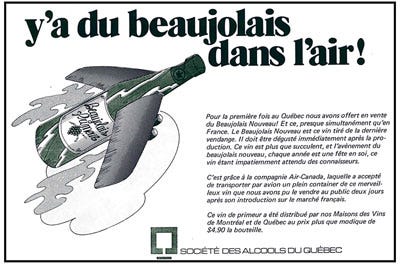 y'a du beaujolais
dans l'air!
Beaujolais
Pour la première fois au Québec nous avons offert en vente
du Beaujolais Nouveau! Et ce, presque simultanément qu'en
France. Le Beaujolais Nouveau est ce vin tiré de la dernière
vendange. Il doit être dégusté immédiatement après la pro-
duction. Ce vin est plus que succulent, et l'avénement du
beaujolais nouveau, chaque année est une fête en soi, ce
vin étant impatiemment attendu des connaisseurs.
C'est grâce à la compagnie Air-Canada, laquelle a accepté
de transporter par avion un plein container de ce merveil-
leux vin que nous avons pu le vendre au public deux jours
après son introduction sur le marché français.
Ce vin de primeur a été distribué par nos Maisons des Vins
de Montréal et de Québec au prix plus que modique de
$4.90 la bouteille.
SOCIÉTÉ DES ALCOOLS DU QUÉBEC